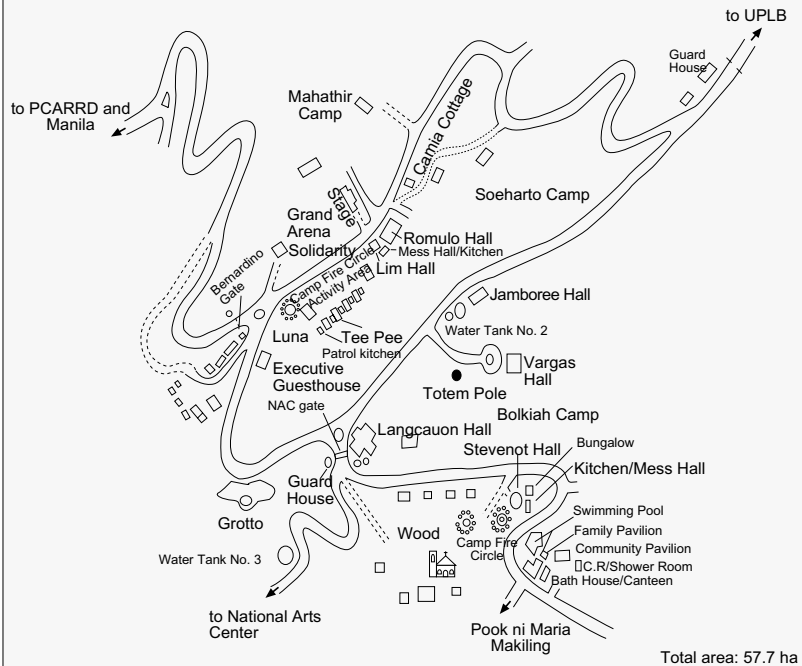 to UPLB
Guard
House
to PCARRD and
Manila
Mahathir
Camp
Camia Cottage
Soeharto Camp
Stage
Grand
Arena
Solidarity
Romulo Hall
Mess Hall/Kitchen
Lim Hall
Camp Fire Circle
Activity Area
Bernardino
Gate
Jamboree Hall
Water Tank No. 2
Luna
Tee Pee
Patrol kitchen
Vargas
Hall
Executive
Guesthouse
Totem Pole
NAC gate
Bolkiah Camp
Langcauon Hall
Stevenot Hall
Bungalow
Kitchen/Mess Hall
Guard
House
Grotto
Swimming Pool
Wood
Camp Fire
Circle
Family Pavilion
Community Pavilion
C.R/Shower Room
Bath House/Canteen
Water Tank No. 3
to National Arts
Center
Pook ni Maria
Makiling
Total area: 57.7 ha